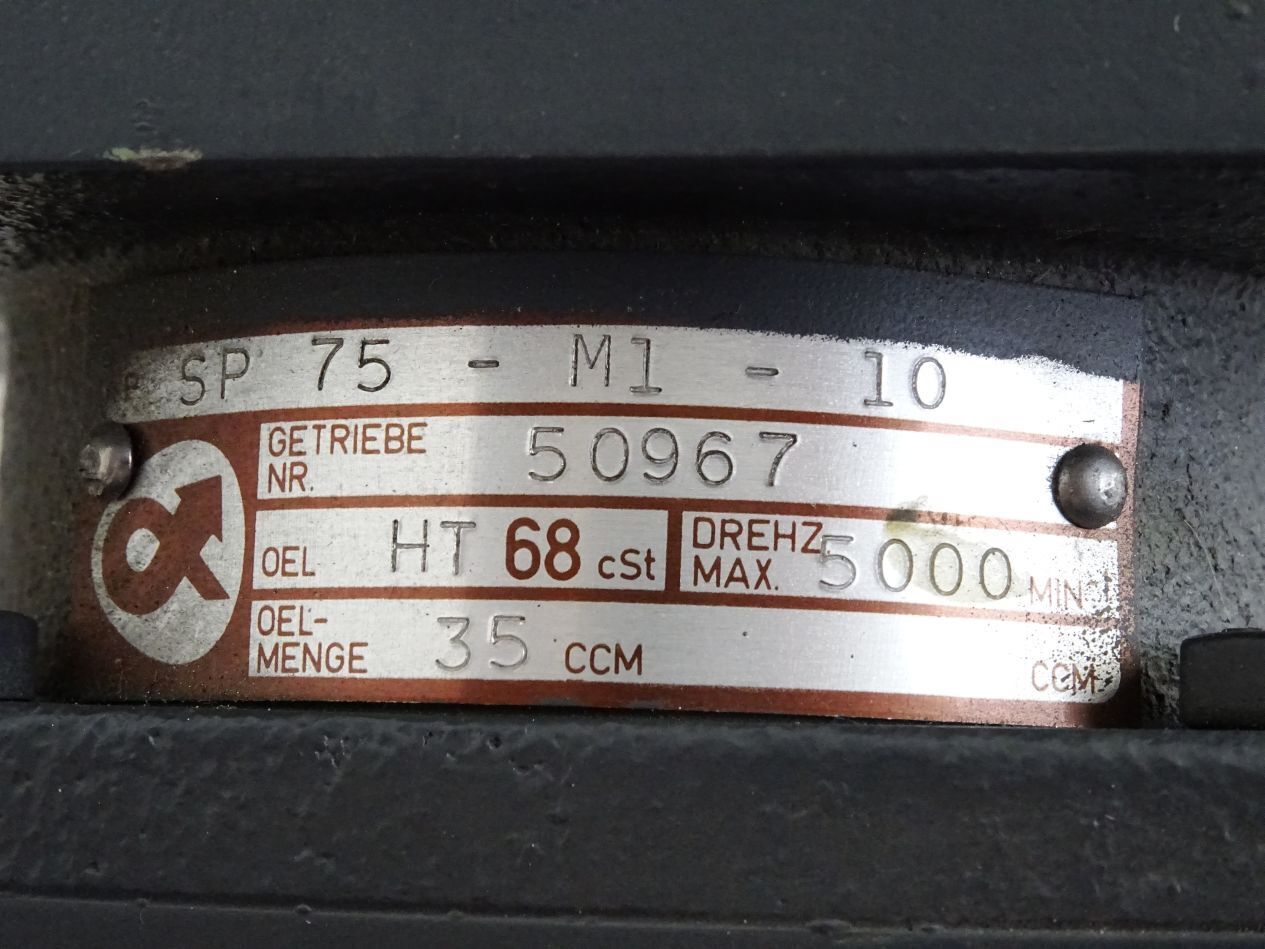 SP 75 - M1 - 10
GETRIEBE
NR. 50967
OEL HT 68 cSt
DREHZ.
MAX. 5000 MIN
OEL-
MENGE 35 CCM
CCM